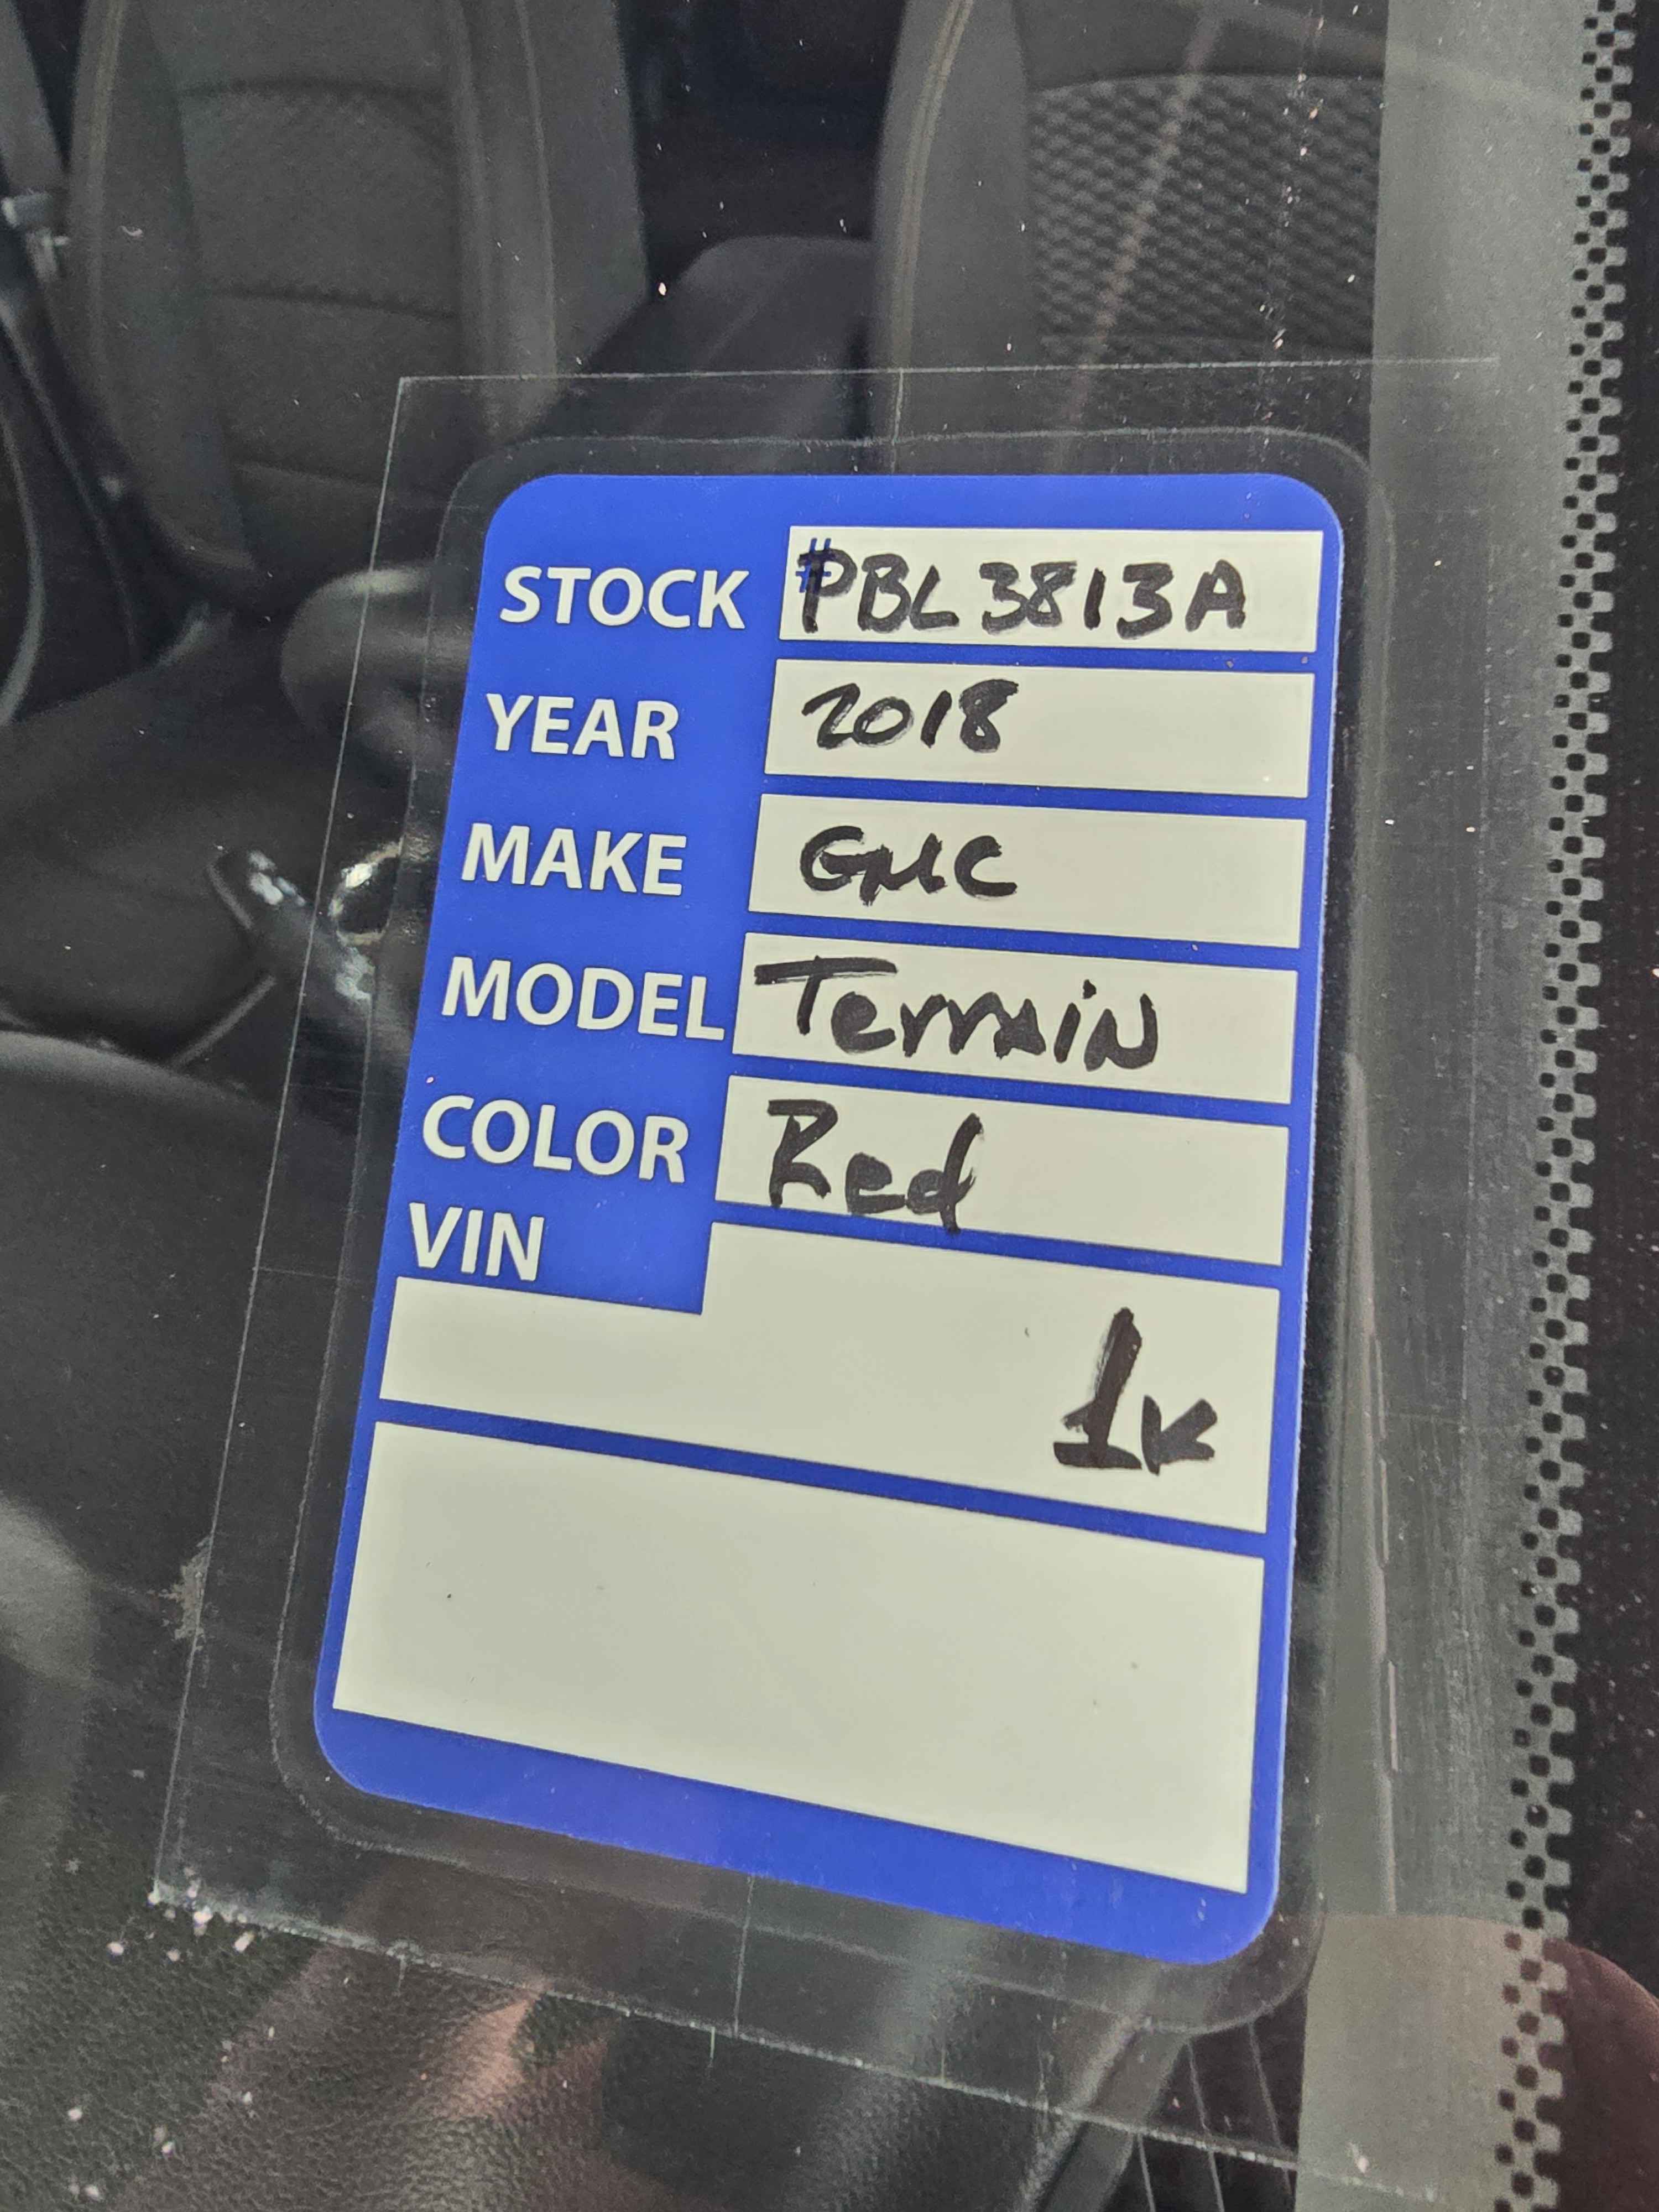 STOCK #PBL3813A
YEAR 2018
MAKE GMC
MODEL Terrain
COLOR Red
VIN
1K